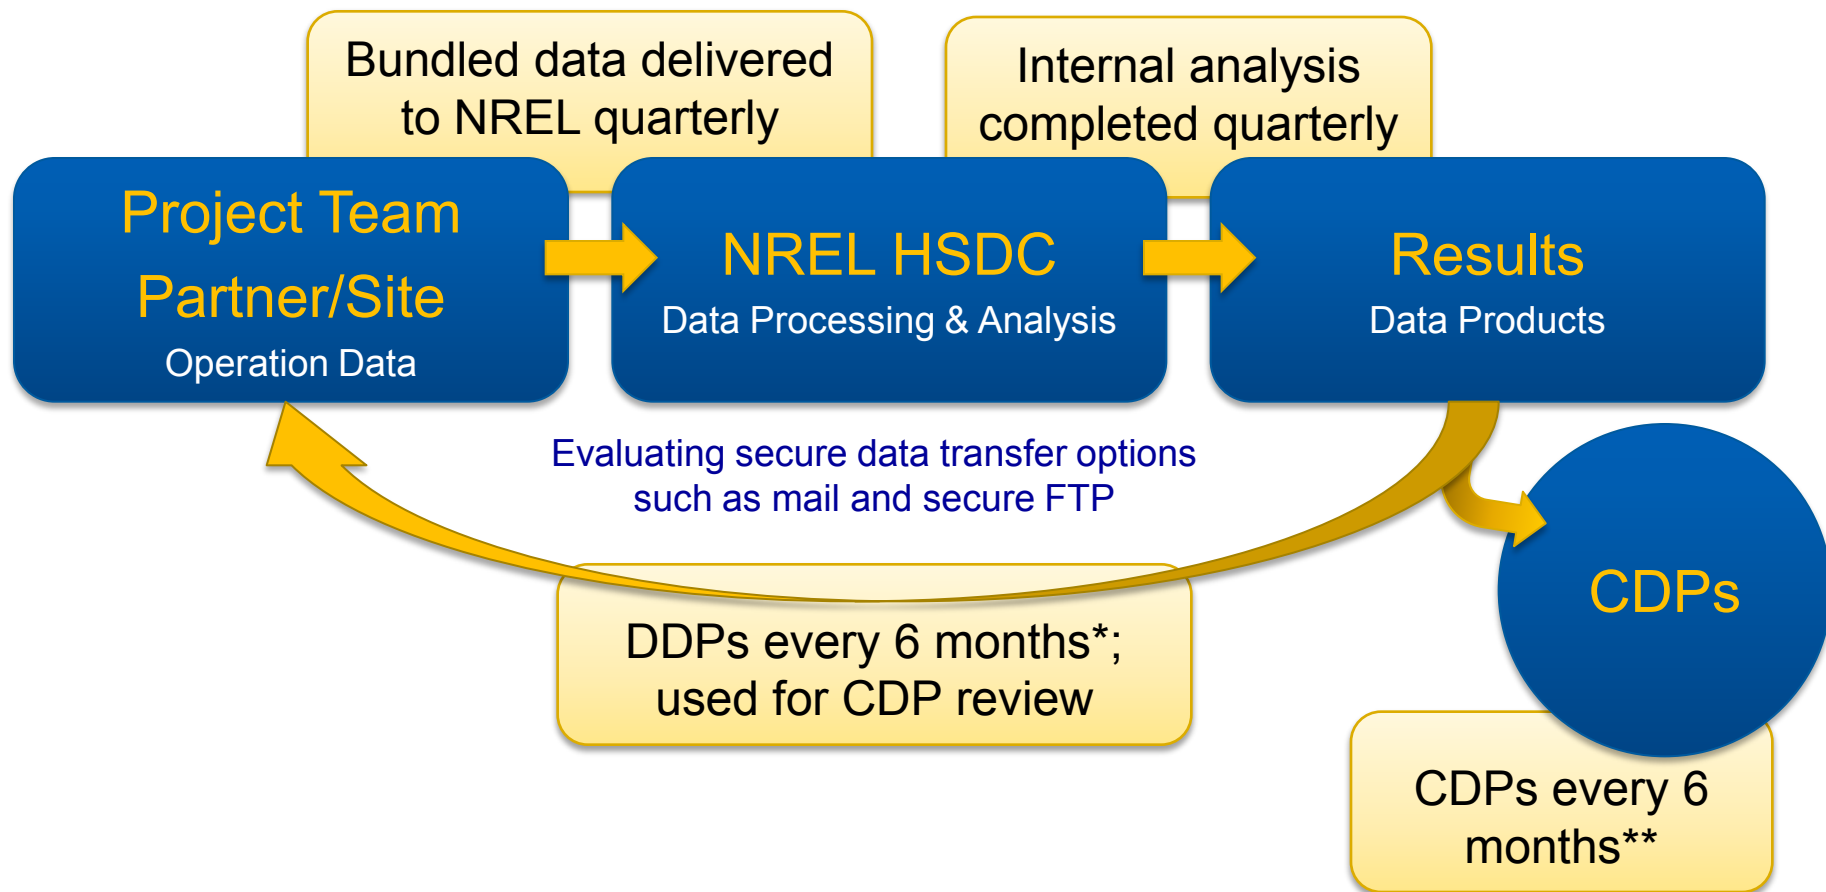 Bundled data delivered
to NREL quarterly
Internal analysis
completed quarterly
Project Team
Partner/Site
Operation Data
NREL HSDC
Data Processing & Analysis
Results
Data Products
Evaluating secure data transfer options
such as mail and secure FTP
CDPs
DDPs every 6 months*;
used for CDP review
CDPs every 6
months**